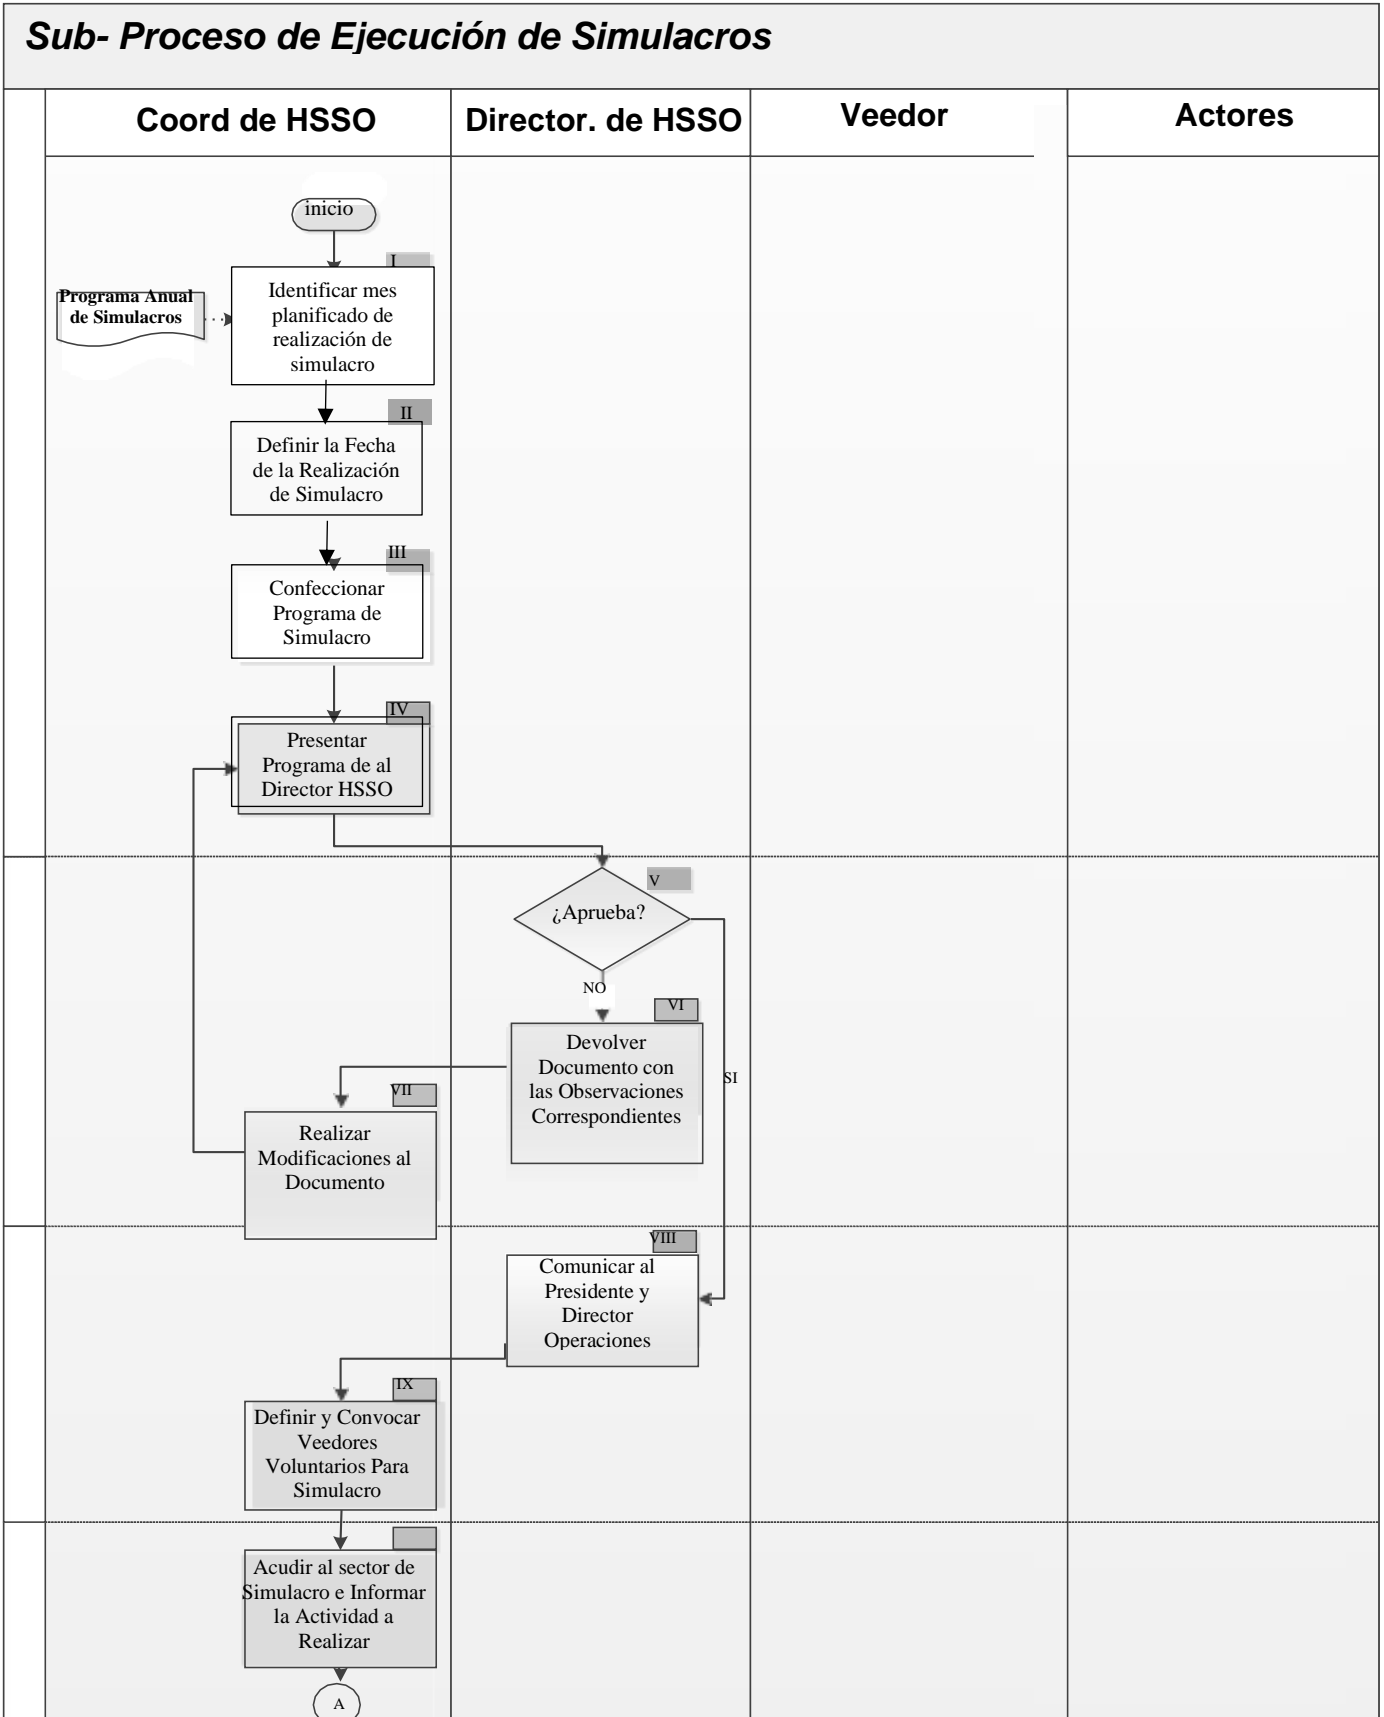 Sub- Proceso de Ejecución de Simulacros
Coord de HSSO
Director. de HSSO
Veedor
Actores
inicio
I
Programa Anual
de Simulacros
Identificar mes
planificado de
realización de
simulacro
II
Definir la Fecha
de la Realización
de Simulacro
III
Confeccionar
Programa de
Simulacro
IV
Presentar
Programa de al
Director HSSO
V
¿Aprueba?
NO
SI
VI
Devolver
Documento con
las Observaciones
Correspondientes
VII
Realizar
Modificaciones al
Documento
VIII
Comunicar al
Presidente y
Director
Operaciones
IX
Definir y Convocar
Veedores
Voluntarios Para
Simulacro
Acudir al sector de
Simulacro e Informar
la Actividad a
Realizar
A